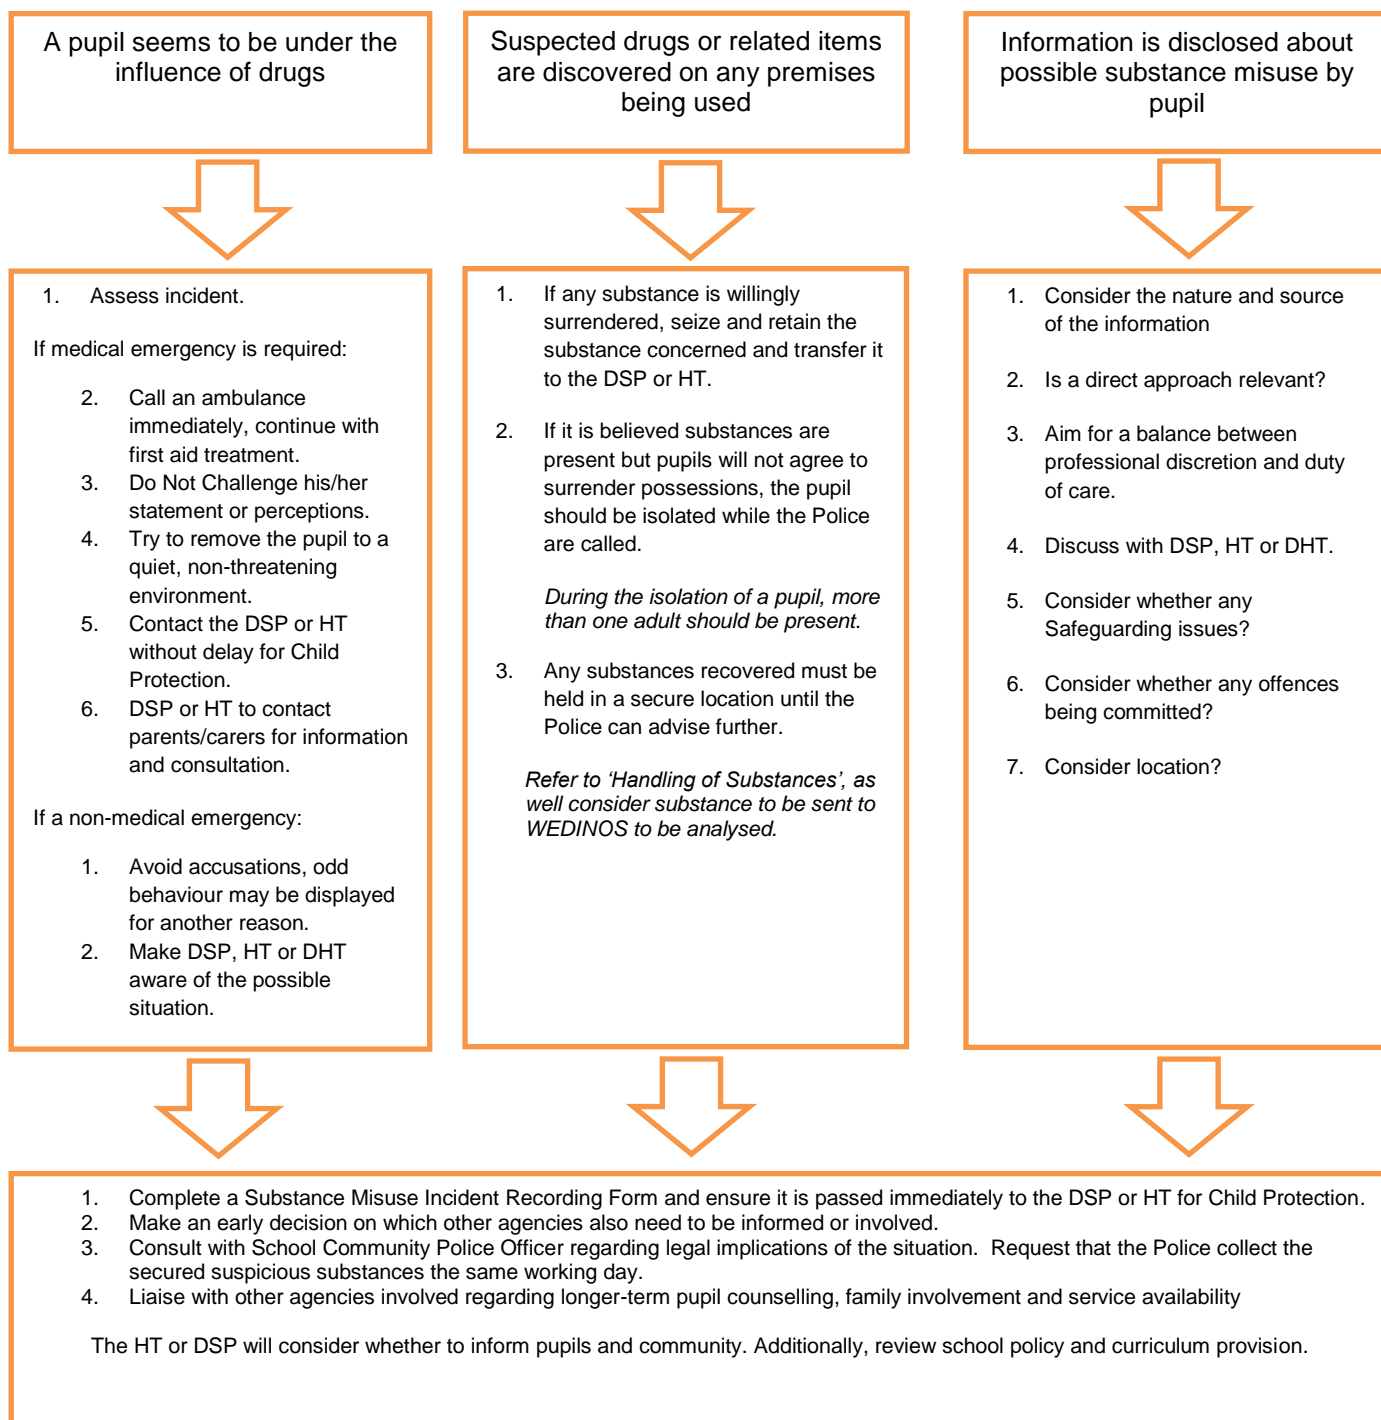 A pupil seems to be under the
influence of drugs
Suspected drugs or related items
are discovered on any premises
being used
Information is disclosed about
possible substance misuse by
pupil
1. Assess incident.
If medical emergency is required:
2. Call an ambulance
immediately, continue with
first aid treatment.
3. Do Not Challenge his/her
statement or perceptions.
4. Try to remove the pupil to a
quiet, non-threatening
environment.
5. Contact the DSP or HT
without delay for Child
Protection.
6. DSP or HT to contact
parents/carers for information
and consultation.
If a non-medical emergency:
1. Avoid accusations, odd
behaviour may be displayed
for another reason.
2. Make DSP, HT or DHT
aware of the possible
situation.
1. If any substance is willingly
surrendered, seize and retain the
substance concerned and transfer it
to the DSP or HT.
2. If it is believed substances are
present but pupils will not agree to
surrender possessions, the pupil
should be isolated while the Police
are called.
During the isolation of a pupil, more
than one adult should be present.
3. Any substances recovered must be
held in a secure location until the
Police can advise further.
Refer to ‘Handling of Substances’, as
well consider substance to be sent to
WEDINOS to be analysed.
1. Consider the nature and source
of the information
2. Is a direct approach relevant?
3. Aim for a balance between
professional discretion and duty
of care.
4. Discuss with DSP, HT or DHT.
5. Consider whether any
Safeguarding issues?
6. Consider whether any offences
being committed?
7. Consider location?
1. Complete a Substance Misuse Incident Recording Form and ensure it is passed immediately to the DSP or HT for Child Protection.
2. Make an early decision on which other agencies also need to be informed or involved.
3. Consult with School Community Police Officer regarding legal implications of the situation. Request that the Police collect the
secured suspicious substances the same working day.
4. Liaise with other agencies involved regarding longer-term pupil counselling, family involvement and service availability
The HT or DSP will consider whether to inform pupils and community. Additionally, review school policy and curriculum provision.